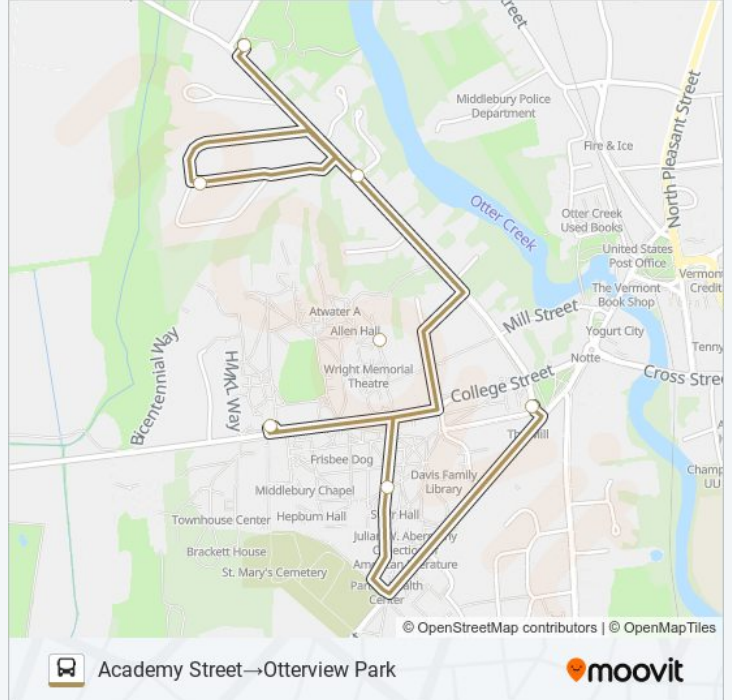 Street
Middlebury Police
Department
North Pleasant Street
Fire & Ice
Otter Creek
Otter Creek
Used Books
United States
Post Office
Vermon
Credit
The Vermont
Book Shop
Atwater A
Allen Hall
Mill Street
Yogurt City
Bicentennial Way
HMKL Way
Wright Memorial
Theatre
Notte
Tenny
College Street
Cross Stree
The Mill
Frisbee Dog
Davis Family
Library
Champ
UU
Middlebury Chapel
Townhouse Center
Hepburn Hall
Starr Hall
Brackett House
St. Mary's Cemetery
Center
© OpenStreetMap contributors | © OpenMapTiles
Academy Street→Otterview Park
moovit